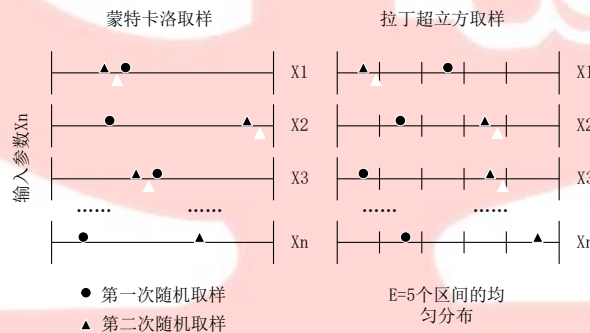 蒙特卡洛取样
拉丁超立方取样
输入参数Xn
X1
X1
X2
X2
X3
X3
......
......
......
......
Xn
Xn
第一次随机取样
第二次随机取样
E=5个区间的均
匀分布